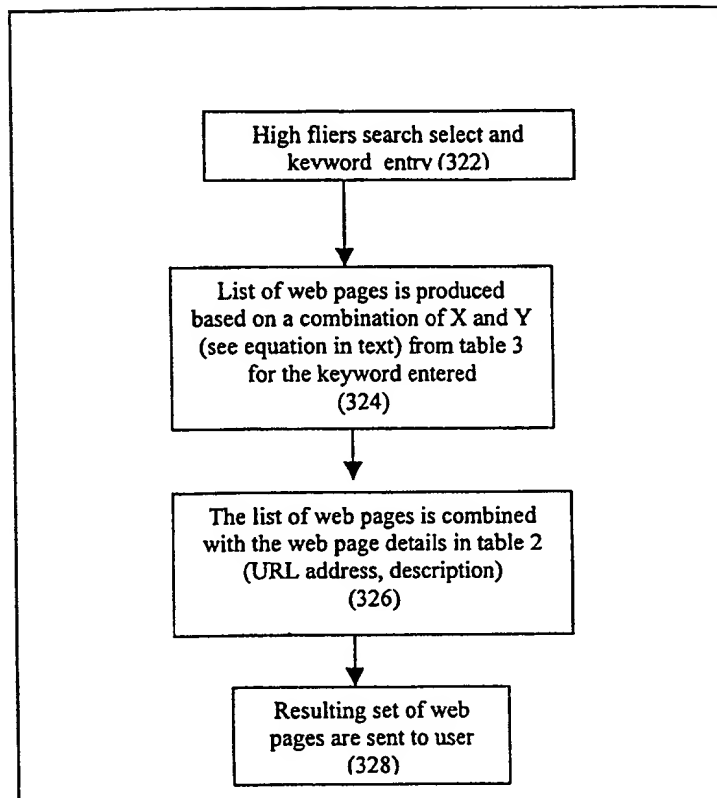 High fliers search select and
keyword entry (322)
List of web pages is produced
based on a combination of X and Y
(see equation in text) from table 3
for the keyword entered
(324)
The list of web pages is combined
with the web page details in table 2
(URL address, description)
(326)
Resulting set of web
pages are sent to user
(328)